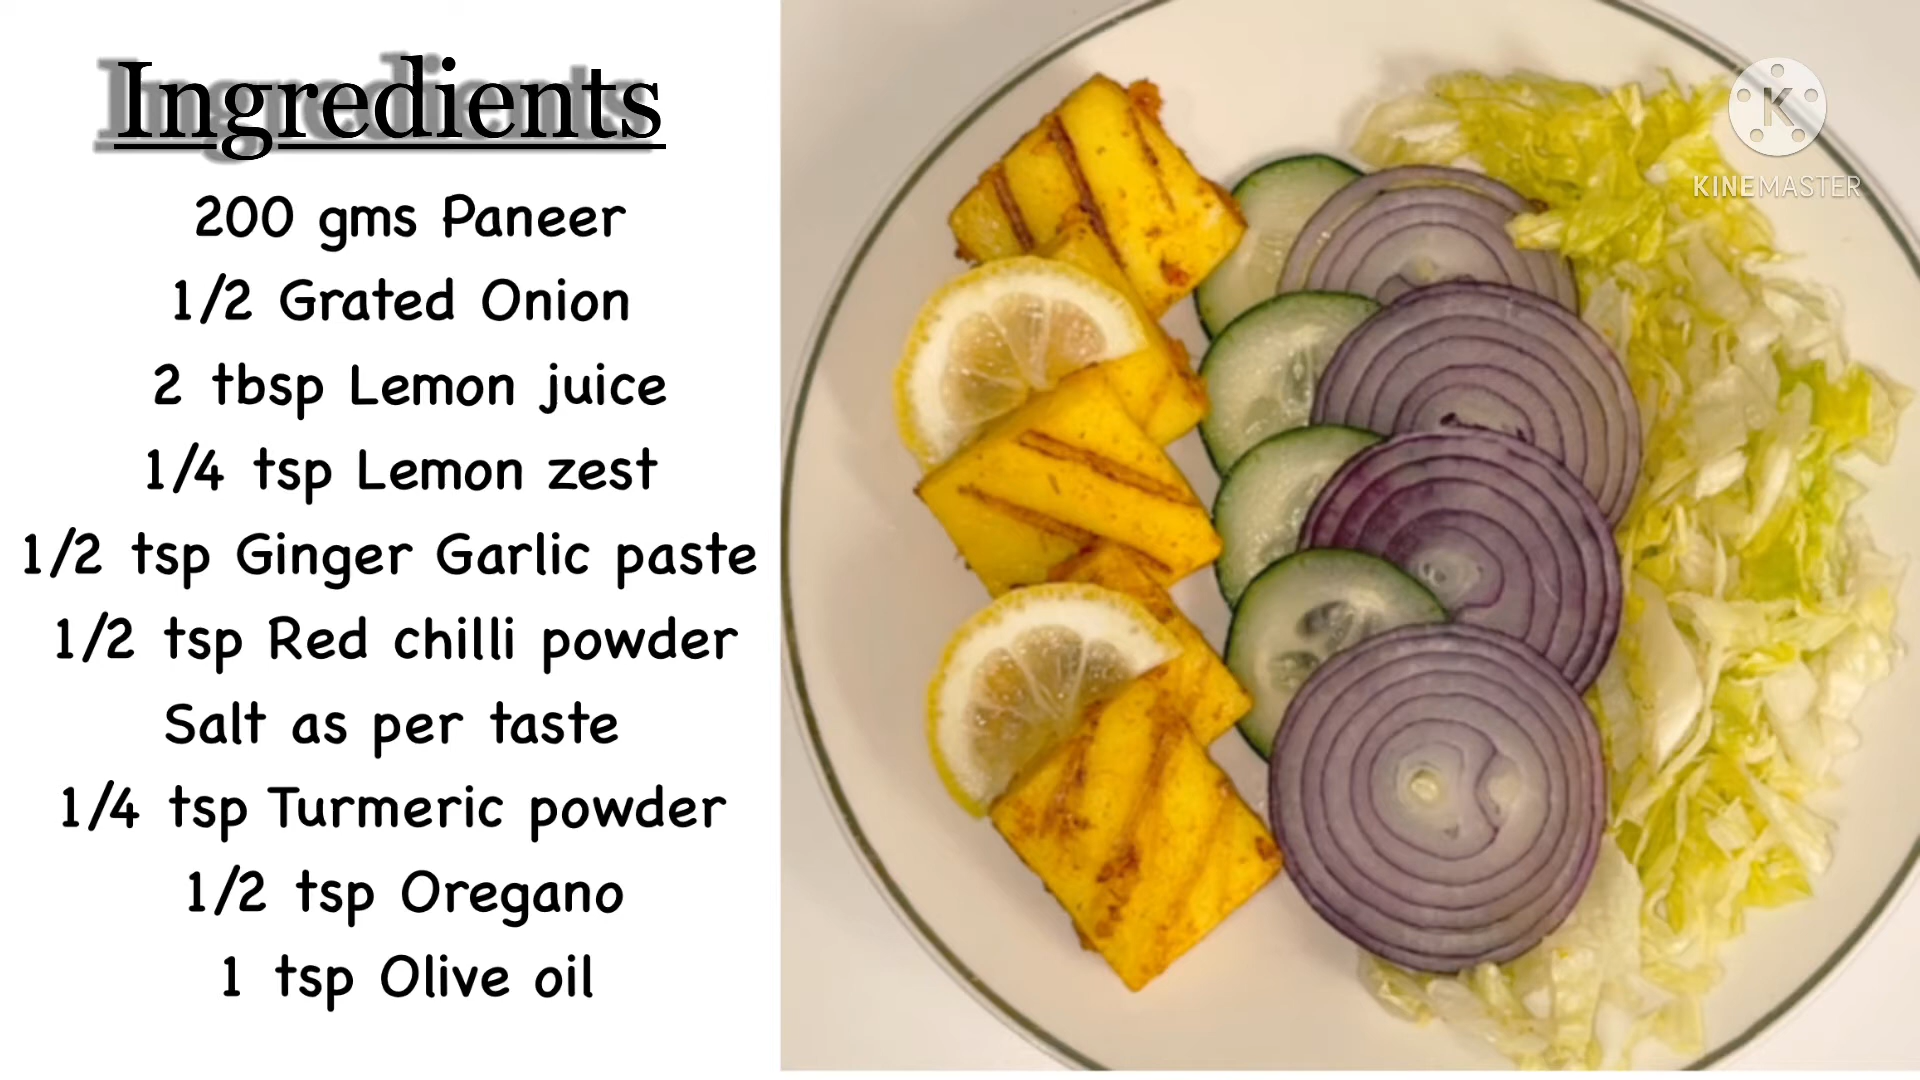 Ingredients
200 gms Paneer
1/2 Grated Onion
2 tbsp Lemon juice
1/4 tsp Lemon zest
1/2 tsp Ginger Garlic paste
1/2 tsp Red chilli powder
Salt as per taste
1/4 tsp Turmeric powder
1/2 tsp Oregano
1 tsp Olive oil
K
KINEMASTER